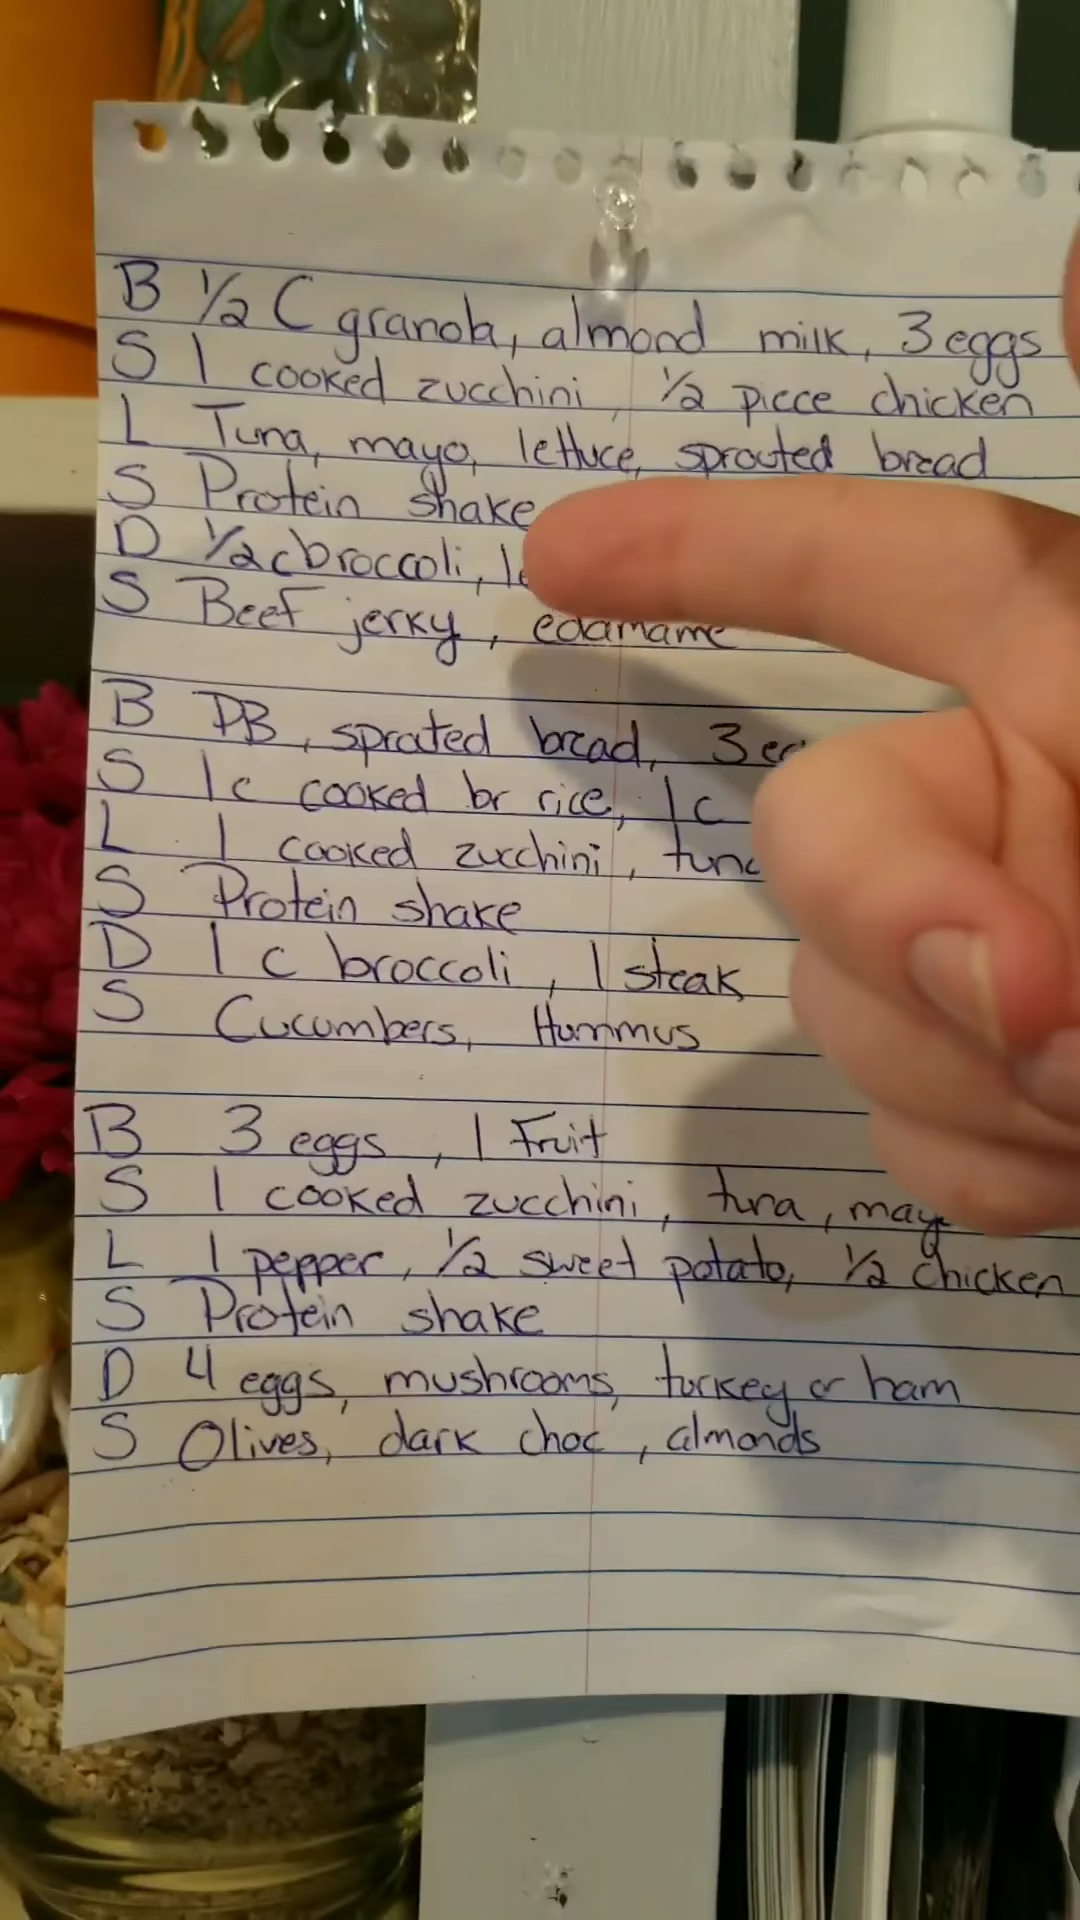 B ½ C granola, almond milk, 3 eggs
S 1 cooked zucchini, ½ piece chicken
L Tuna, mayo, lettuce, sprouted bread
S Protein shake
D ½ c broccoli,
S Beef jerky, edamame
B PB, sprated bread, 3
S 1c cooked br rice, 1 c
L 1 cooked zucchini,
S Protein shake
D 1 c broccoli, 1 steak
S Cucumbers, Hummus
B 3 eggs, 1 Fruit
S 1 cooked zucchini, tuna, mayo
L 1 pepper, ½ sweet potato, ½ chicken
S Protein shake
D 4 eggs, mushrooms, turkey or ham
S Olives, dark choc, almonds